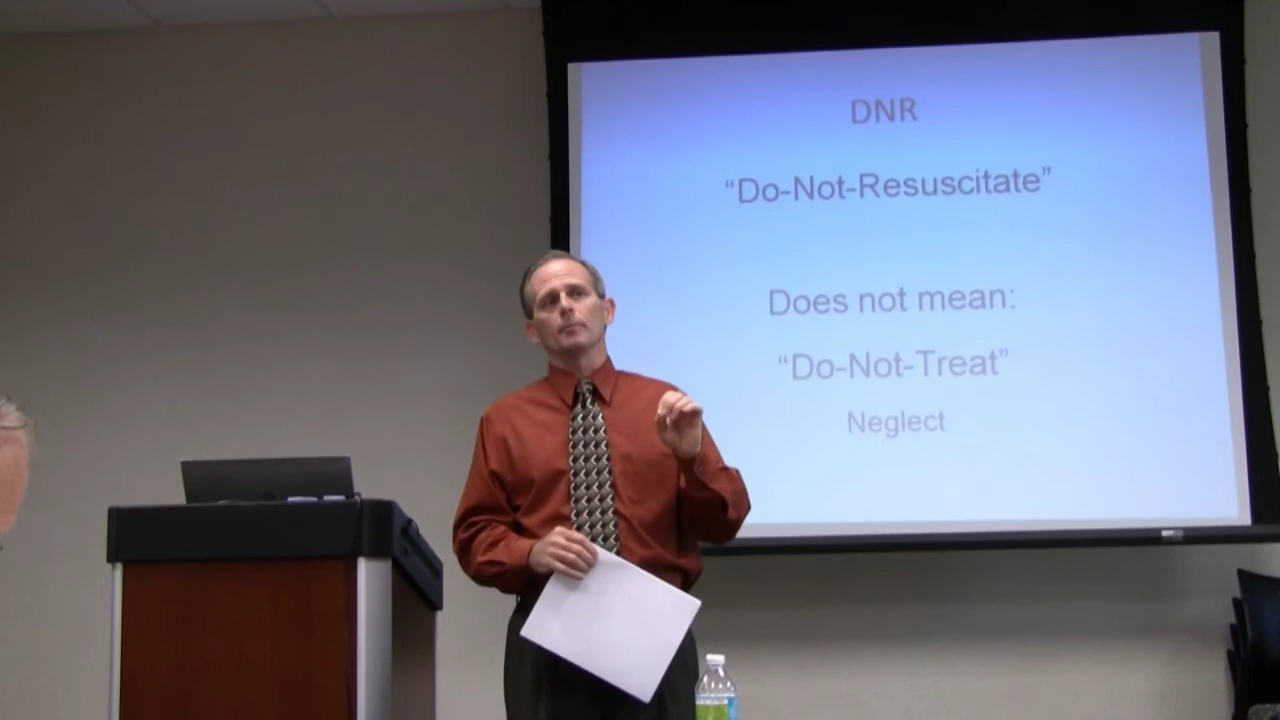 DNR
“Do-Not-Resuscitate”
Does not mean:
“Do-Not-Treat”
Neglect